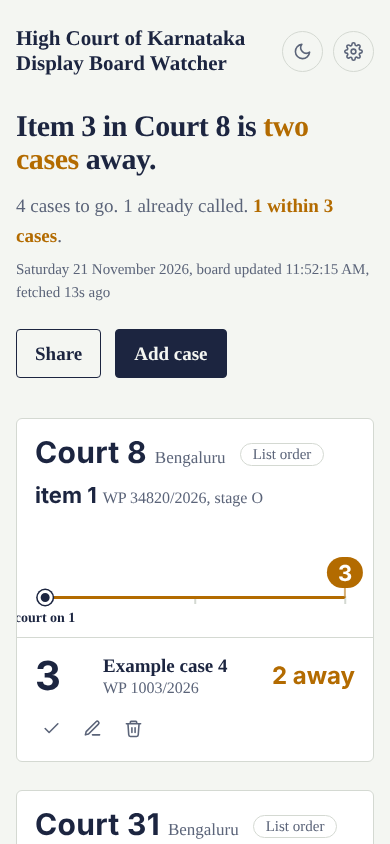 High Court of Karnataka
Display Board Watcher
Item 3 in Court 8 is two
cases away.
4 cases to go. 1 already called. 1 within 3
cases.
Saturday 21 November 2026, board updated 11:52:15 AM,
fetched 13s ago
Share
Add case
Court 8 Bengaluru List order
item 1 WP 34820/2026, stage O
3
court on 1
3
Example case 4
2 away
WP 1003/2026
Court 31 Bengaluru List order